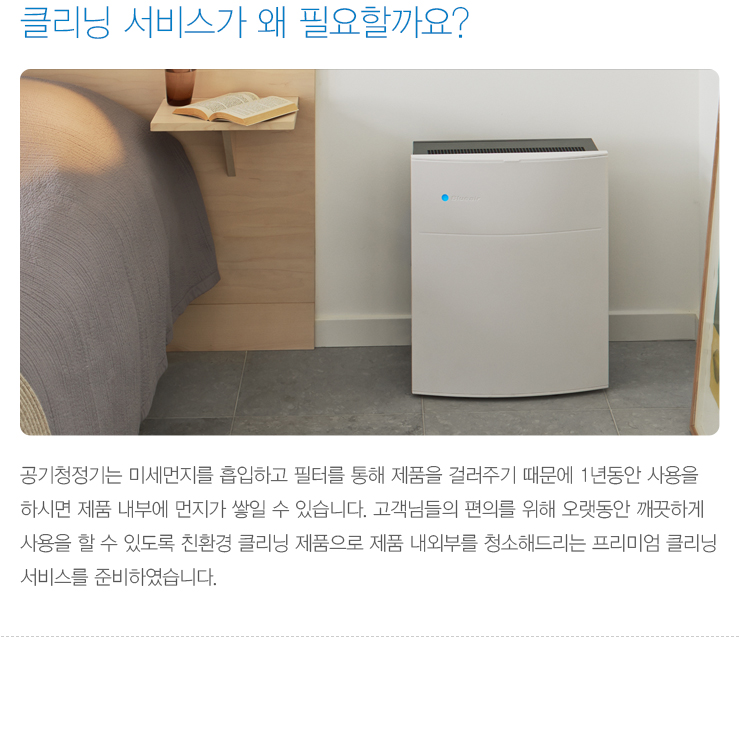 클리닝 서비스가 왜 필요할까요?
공기청정기는 미세먼지를 흡입하고 필터를 통해 제품을 걸러주기 때문에 1년동안 사용을
하시면 제품 내부에 먼지가 쌓일 수 있습니다. 고객님들의 편의를 위해 오랫동안 깨끗하게
사용을 할 수 있도록 친환경 클리닝 제품으로 제품 내외부를 청소해드리는 프리미엄 클리닝
서비스를 준비하였습니다.